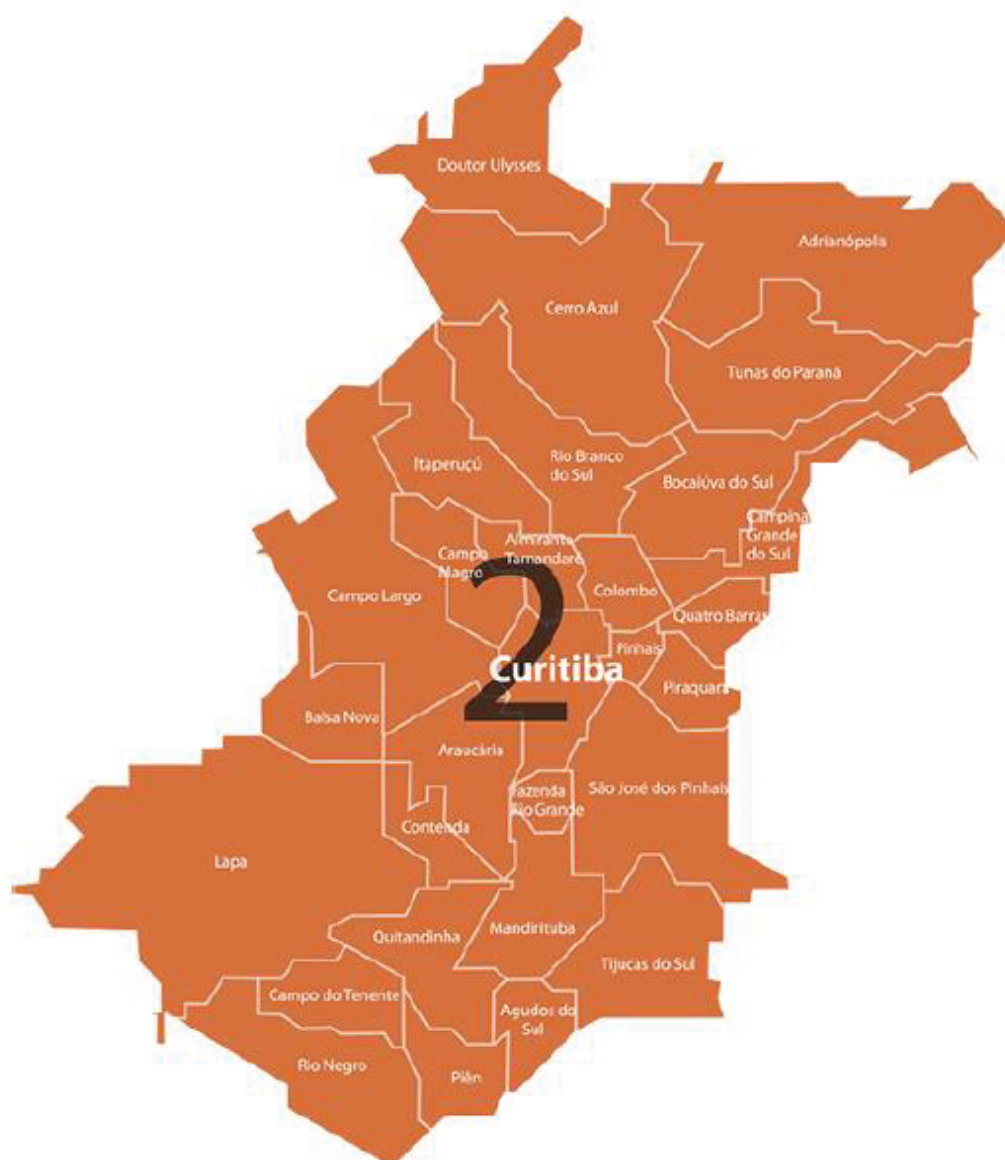 Doutor Ulysses
Adrianópolis
Cerro Azul
Tunas do Paraná
Itaperuçú
Rio Branco
do Sul
Bocaiúva do Sul
Campina
Grande
do Sul
Almirante
Tamandaré
Campo
Magro
Colombo
Campo Largo
Quatro Barras
Pinhais
2
Curitiba
Piraquara
Balsa Nova
Araucária
São José dos Pinhais
Fazenda
Rio Grande
Contenda
Lapa
Mandirituba
Quitandinha
Tijucas do Sul
Campo do Tenente
Agudos do
Sul
Rio Negro
Piên